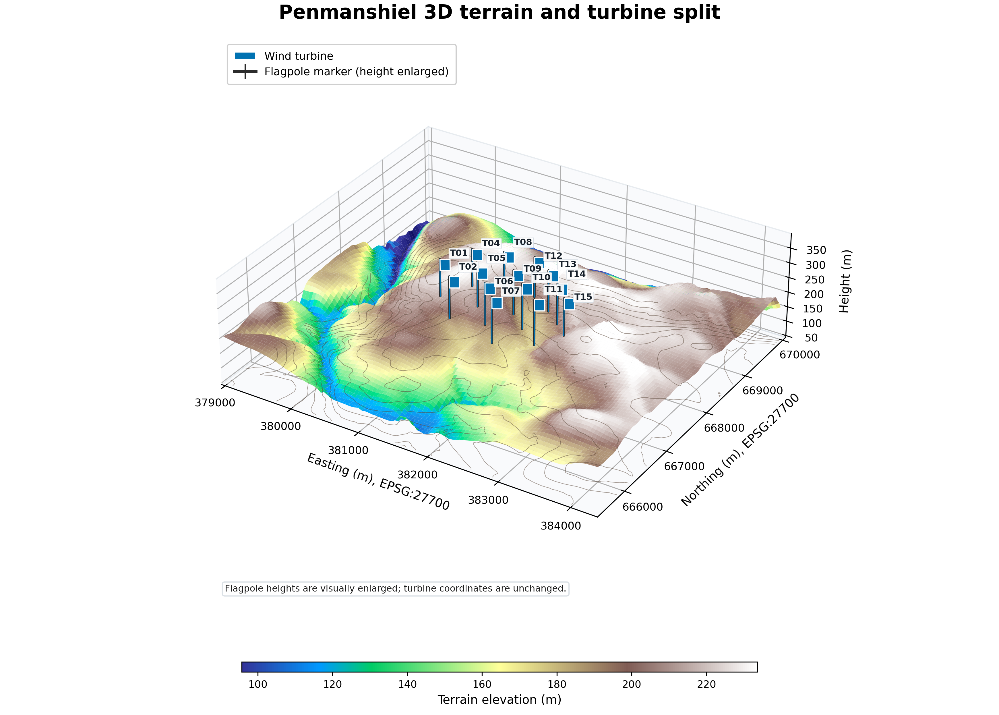 Penmanshiel 3D terrain and turbine split
Wind turbine
Flagpole marker (height enlarged)
T04
T08
T01
T05
T12
T02
T13
T09
T14
T10
T06
T07
T11
T15
350
300
250
200
150
100
50
Height (m)
670000
669000
668000
667000
666000
Northing (m), EPSG:27700
379000
380000
381000
382000
383000
384000
Easting (m), EPSG:27700
Flagpole heights are visually enlarged; turbine coordinates are unchanged.
100 120 140 160 180 200 220
Terrain elevation (m)